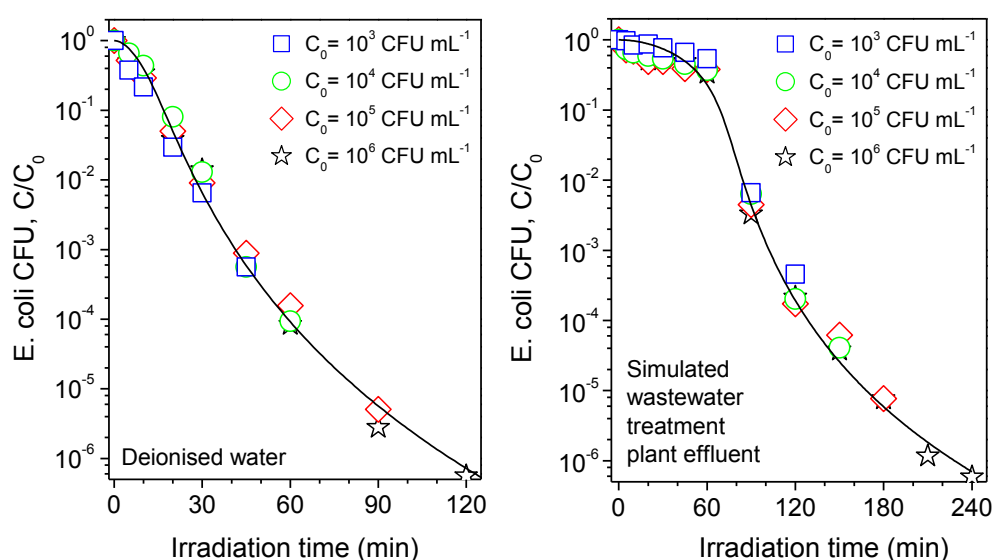 E. coli CFU, C/C₀
10⁰
10⁻¹
10⁻²
10⁻³
10⁻⁴
10⁻⁵
10⁻⁶
C₀= 10³ CFU mL⁻¹
C₀= 10⁴ CFU mL⁻¹
C₀= 10⁵ CFU mL⁻¹
C₀= 10⁶ CFU mL⁻¹
Deionised water
0 30 60 90 120
Irradiation time (min)
E. coli CFU, C/C₀
10⁰
10⁻¹
10⁻²
10⁻³
10⁻⁴
10⁻⁵
10⁻⁶
C₀= 10³ CFU mL⁻¹
C₀= 10⁴ CFU mL⁻¹
C₀= 10⁵ CFU mL⁻¹
C₀= 10⁶ CFU mL⁻¹
Simulated
wastewater
treatment
plant effluent
0 60 120 180 240
Irradiation time (min)